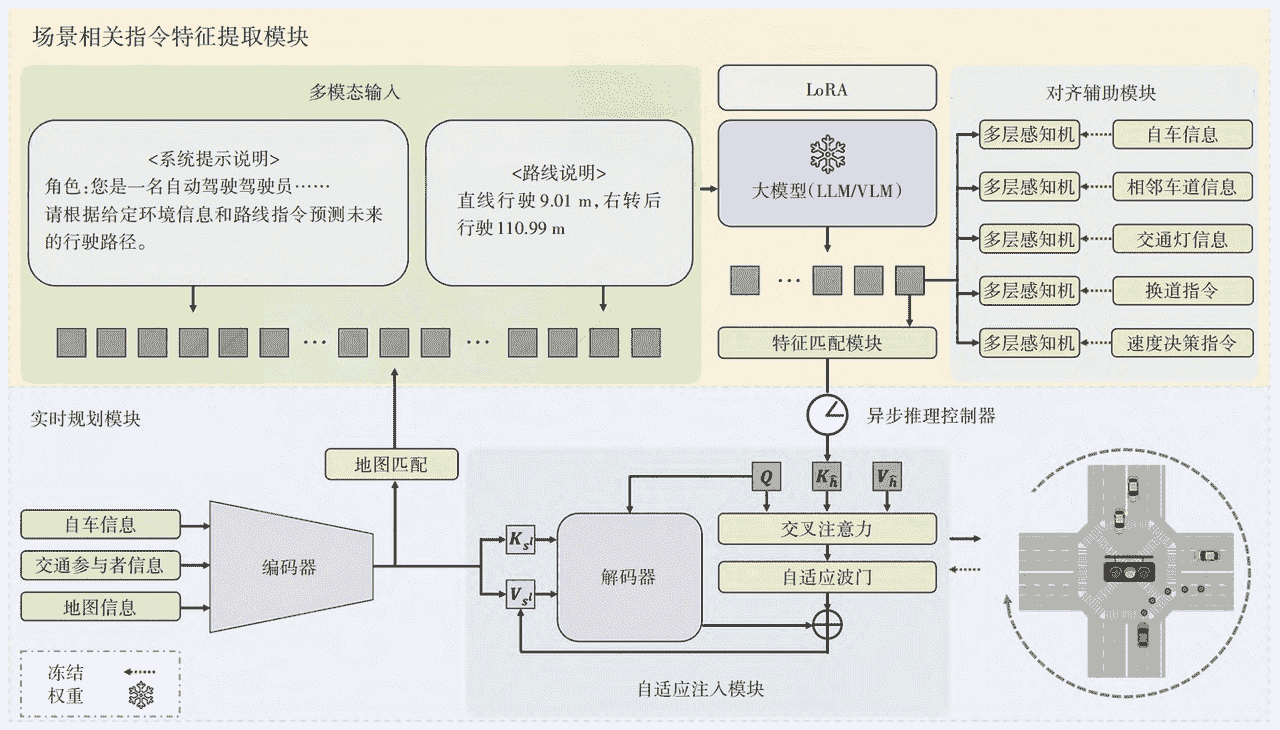 场景相关指令特征提取模块
多模态输入
<系统提示说明>
角色:您是一名自动驾驶驾驶员……
请根据给定环境信息和路线指令预测未来
的行驶路径。
<路线说明>
直线行驶9.01 m,右转后
行驶110.99 m
LoRA
大模型(LLM/VLM)
特征匹配模块
对齐辅助模块
多层感知机
自车信息
多层感知机
相邻车道信息
多层感知机
交通灯信息
多层感知机
换道指令
多层感知机
速度决策指令
实时规划模块
异步推理控制器
地图匹配
自车信息
交通参与者信息
地图信息
编码器
K_{s^l}
V_{s^l}
解码器
Q
K_ĥ
V_ĥ
交叉注意力
自适应波门
自适应注入模块
冻结
权重